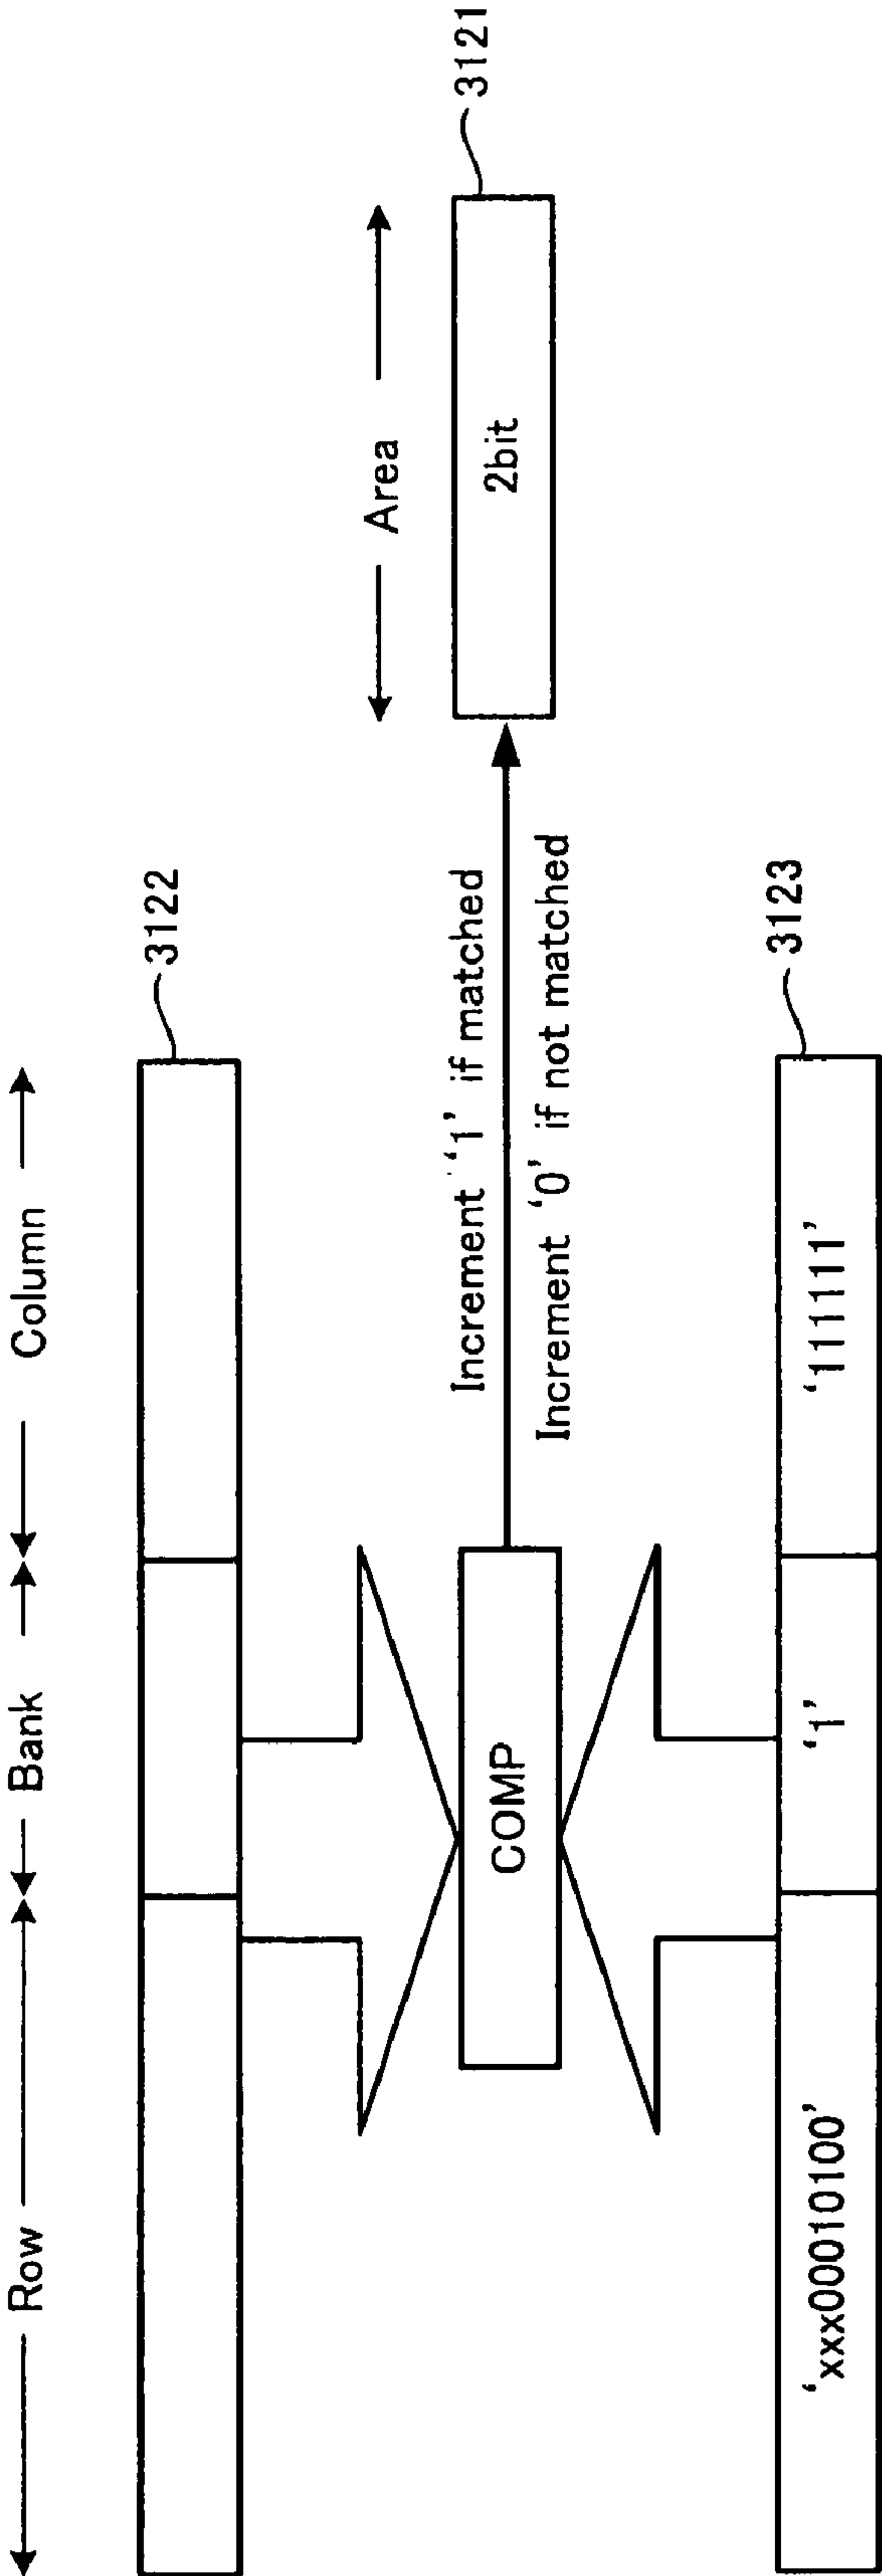 Row
Bank
Column
3122
Area
3121
COMP
Increment '1' if matched
Increment '0' if not matched
2bit
3123
'xxx00010100'
'1'
'111111'